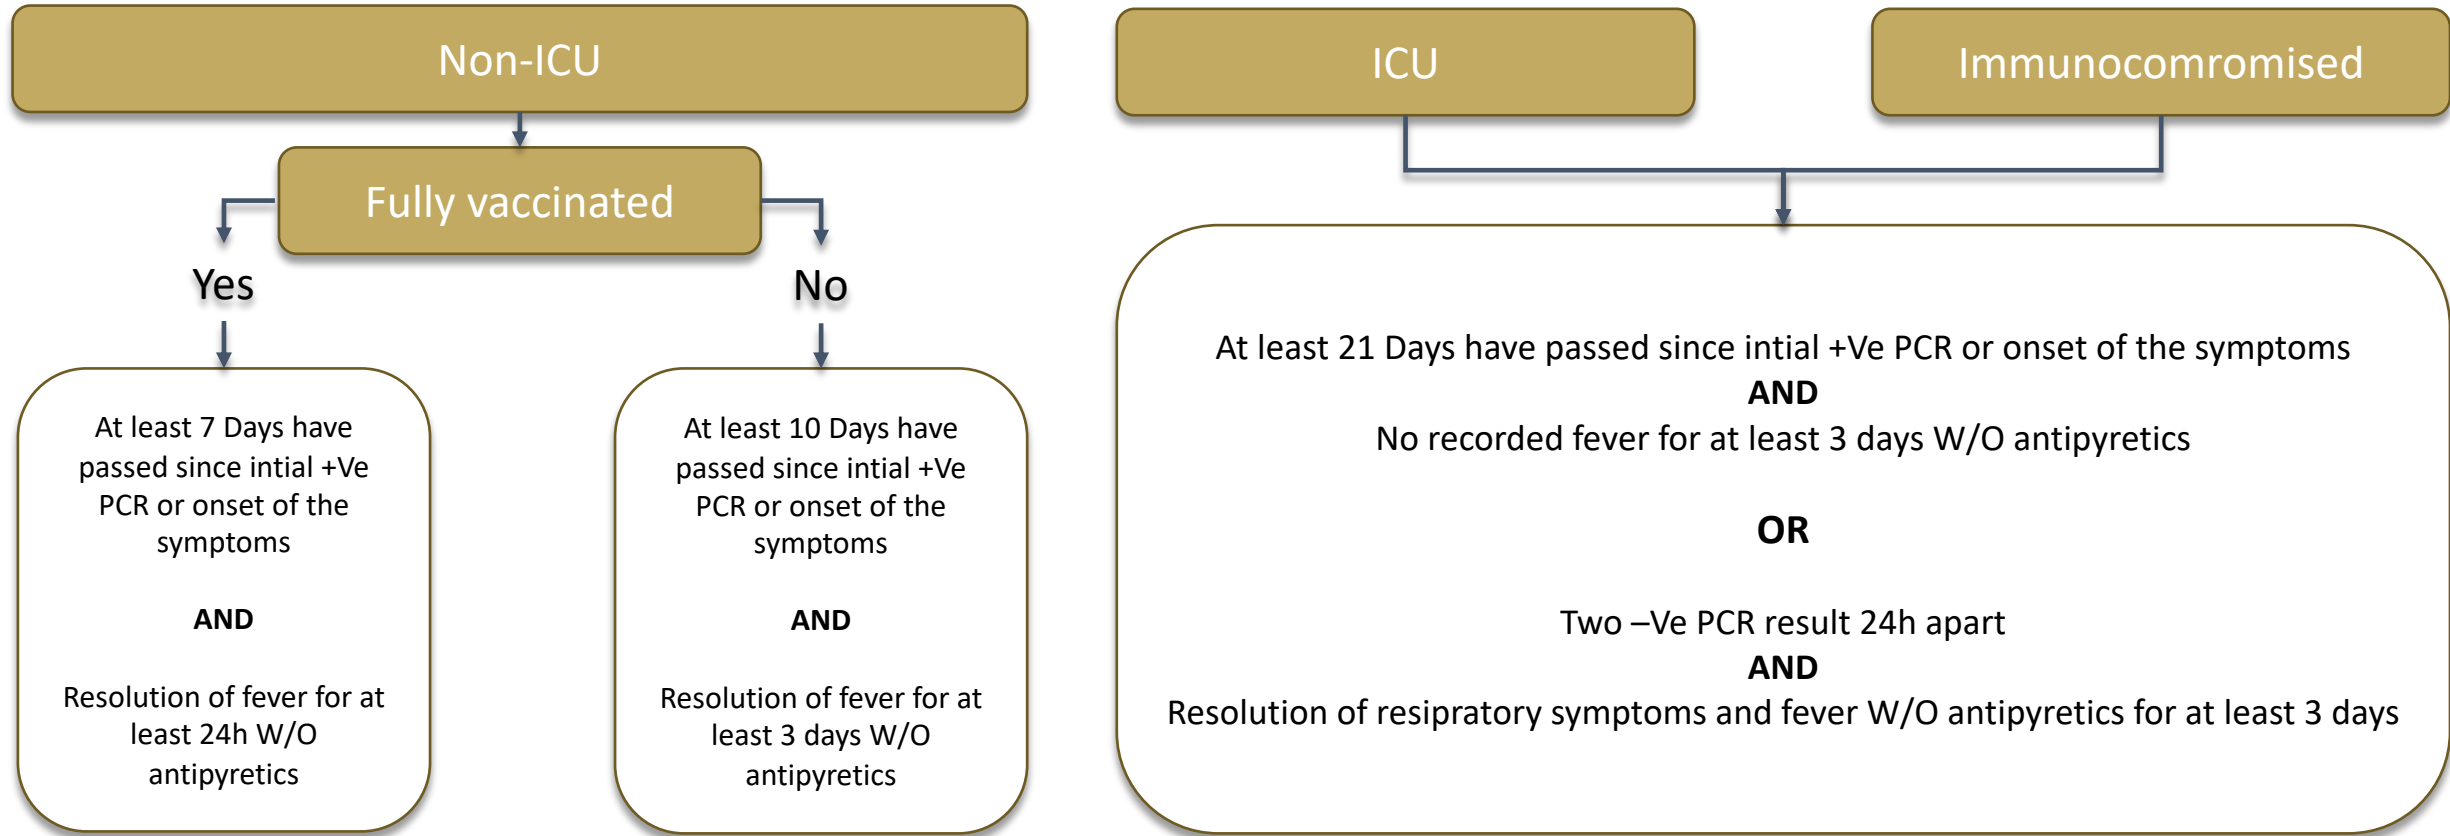 Non-ICU
ICU
Immunocomromised
Fully vaccinated
Yes
No
At least 7 Days have
passed since intial +Ve
PCR or onset of the
symptoms
AND
Resolution of fever for at
least 24h W/O
antipyretics
At least 10 Days have
passed since intial +Ve
PCR or onset of the
symptoms
AND
Resolution of fever for at
least 3 days W/O
antipyretics
At least 21 Days have passed since intial +Ve PCR or onset of the symptoms
AND
No recorded fever for at least 3 days W/O antipyretics
OR
Two –Ve PCR result 24h apart
AND
Resolution of resipratory symptoms and fever W/O antipyretics for at least 3 days